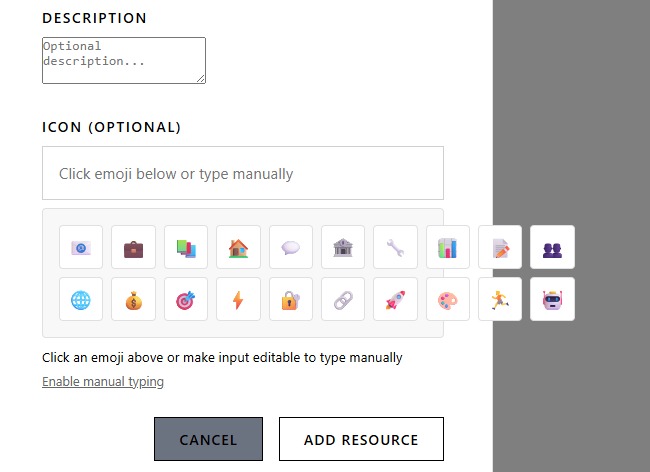 DESCRIPTION
Optional
description...
ICON (OPTIONAL)
Click emoji below or type manually
Click an emoji above or make input editable to type manually
Enable manual typing
CANCEL ADD RESOURCE